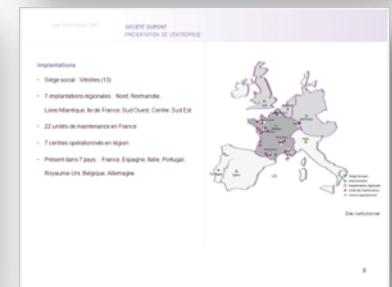 SOCIÉTÉ DUPONT
PRÉSENTATION DE L'ENTREPRISE
Implantations
- Siège social : Vitrolles (13)
- 7 implantations régionales : Nord, Normandie,
Loire/Atlantique, Ile de France, Sud Ouest, Centre, Sud Est
- 22 unités de maintenance en France
- 7 centres opérationnels en région
- Présent dans 7 pays : France, Espagne, Italie, Portugal,
Royaume-Uni, Belgique, Allemagne
Site institutionnel
8